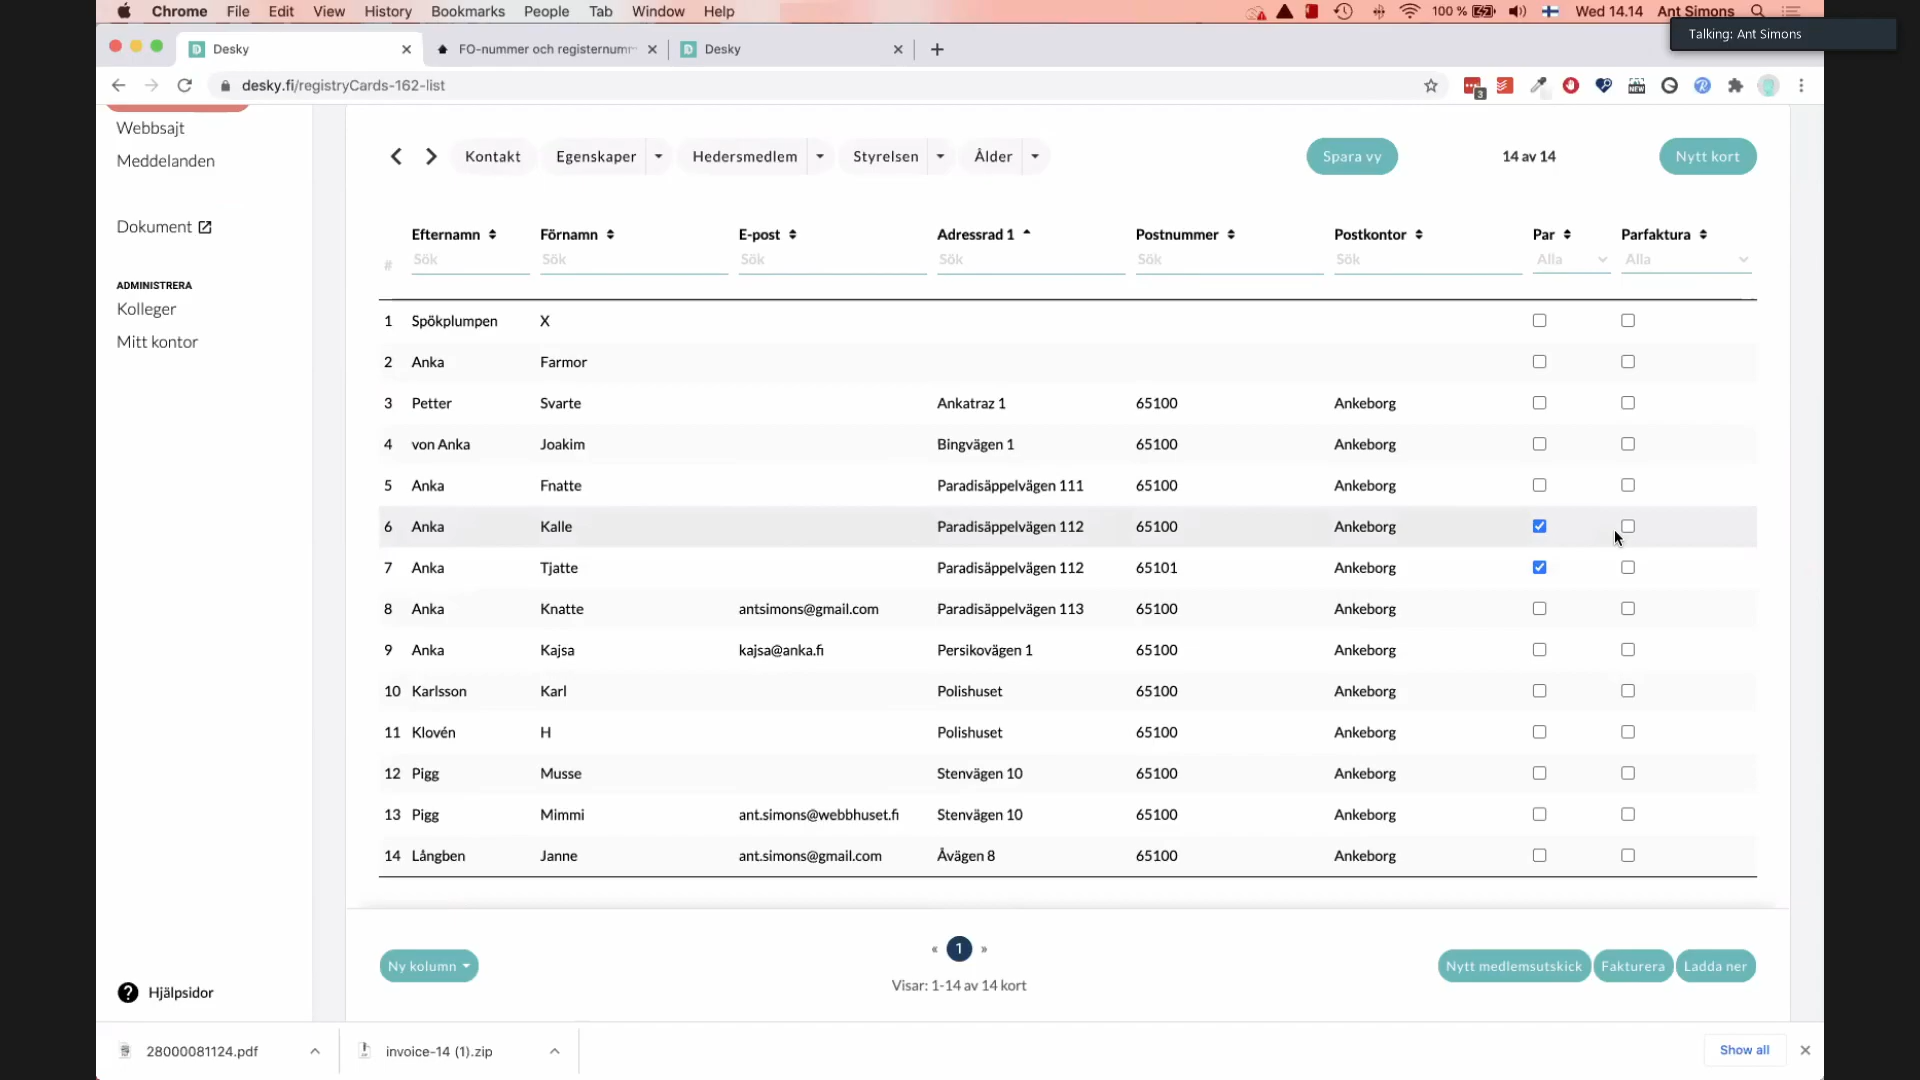 Chrome File Edit View History Bookmarks People Tab Window Help 100 % Wed 14.14 Ant Simons
Talking: Ant Simons
Desky FO-nummer och registernumm Desky
desky.fi/registryCards-162-list
3 NEW
Webbsajt
Meddelanden
Dokument
ADMINISTRERA
Kolleger
Mitt kontor
Hjälpsidor
Kontakt Egenskaper Hedersmedlem Styrelsen Ålder Spara vy 14 av 14 Nytt kort
Efternamn Förnamn E-post Adressrad 1 Postnummer Postkontor Par Parfaktura
# Sök Sök Sök Sök Sök Sök Alla Alla
1 Spökplumpen X
2 Anka Farmor
3 Petter Svarte Ankatraz 1 65100 Ankeborg
4 von Anka Joakim Bingvägen 1 65100 Ankeborg
5 Anka Fnatte Paradisäppelvägen 111 65100 Ankeborg
6 Anka Kalle Paradisäppelvägen 112 65100 Ankeborg
7 Anka Tjatte Paradisäppelvägen 112 65101 Ankeborg
8 Anka Knatte antsimons@gmail.com Paradisäppelvägen 113 65100 Ankeborg
9 Anka Kajsa kajsa@anka.fi Persikovägen 1 65100 Ankeborg
10 Karlsson Karl Polishuset 65100 Ankeborg
11 Klovén H Polishuset 65100 Ankeborg
12 Pigg Musse Stenvägen 10 65100 Ankeborg
13 Pigg Mimmi ant.simons@webbhuset.fi Stenvägen 10 65100 Ankeborg
14 Långben Janne ant.simons@gmail.com Åvägen 8 65100 Ankeborg
Ny kolumn « 1 » Nytt medlemsutskick Fakturera Ladda ner
Visar: 1-14 av 14 kort
28000081124.pdf invoice-14 (1).zip Show all